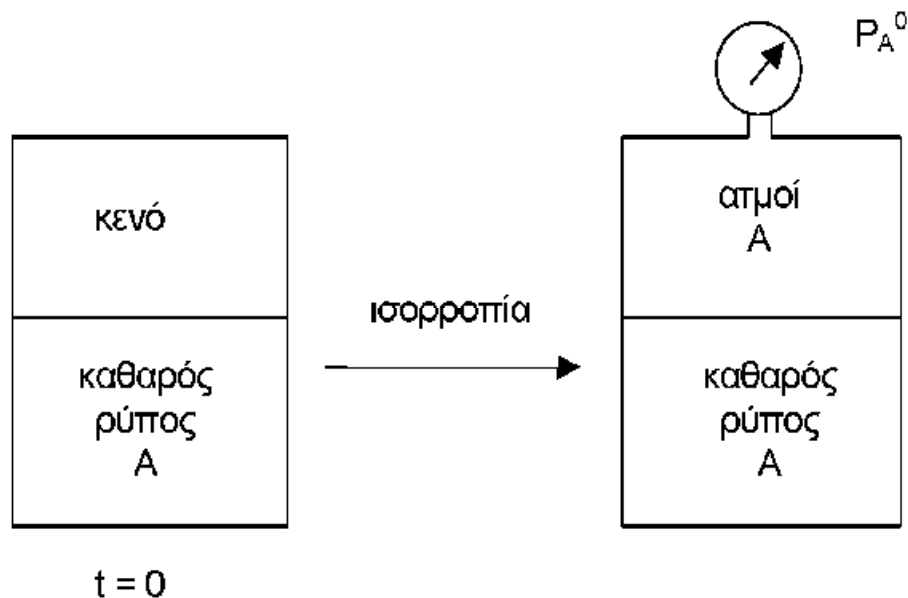 P_A^0
κενό
ατμοί
Α
ισορροπία
καθαρός
ρύπος
Α
καθαρός
ρύπος
Α
t = 0